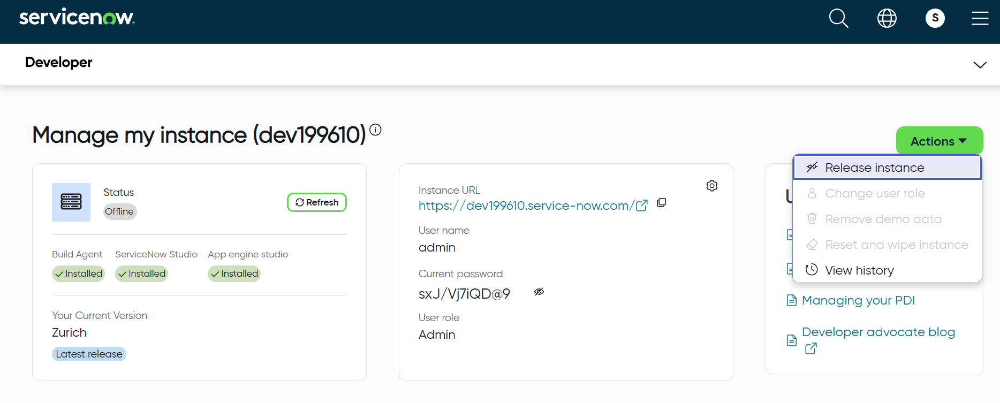 servicenow
S
Developer
Manage my instance (dev199610)
Actions
Release instance
Change user role
Remove demo data
Reset and wipe instance
View history
Status
Offline
Refresh
Build Agent
Installed
ServiceNow Studio
Installed
App engine studio
Installed
Your Current Version
Zurich
Latest release
Instance URL
https://dev199610.service-now.com/
User name
admin
Current password
sxJ/Vj7iQD@9
User role
Admin
Managing your PDI
Developer advocate blog